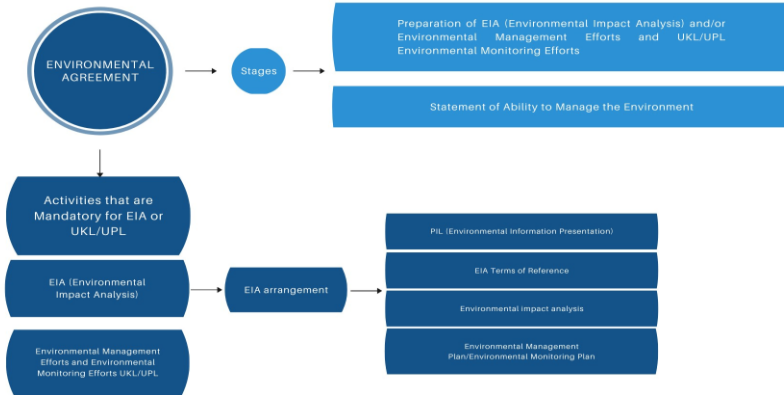 ENVIRONMENTAL
AGREEMENT
Stages
Preparation of EIA (Environmental Impact Analysis) and/or
Environmental Management Efforts and UKL/UPL
Environmental Monitoring Efforts
Statement of Ability to Manage the Environment
Activities that are
Mandatory for EIA or
UKL/UPL
EIA (Environmental
Impact Analysis)
EIA arrangement
PIL (Environmental Information Presentation)
EIA Terms of Reference
Environmental impact analysis
Environmental Management
Plan/Environmental Monitoring Plan
Environmental Management
Efforts and Environmental
Monitoring Efforts UKL/UPL